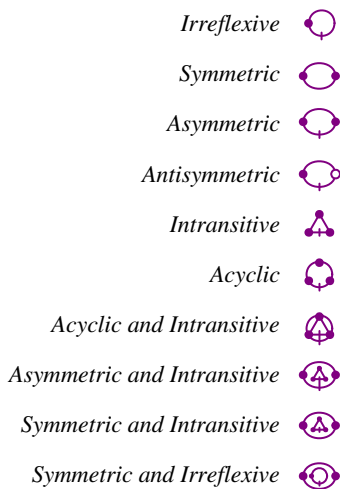 Irreflexive
Symmetric
Asymmetric
Antisymmetric
Intransitive
Acyclic
Acyclic and Intransitive
Asymmetric and Intransitive
Symmetric and Intransitive
Symmetric and Irreflexive